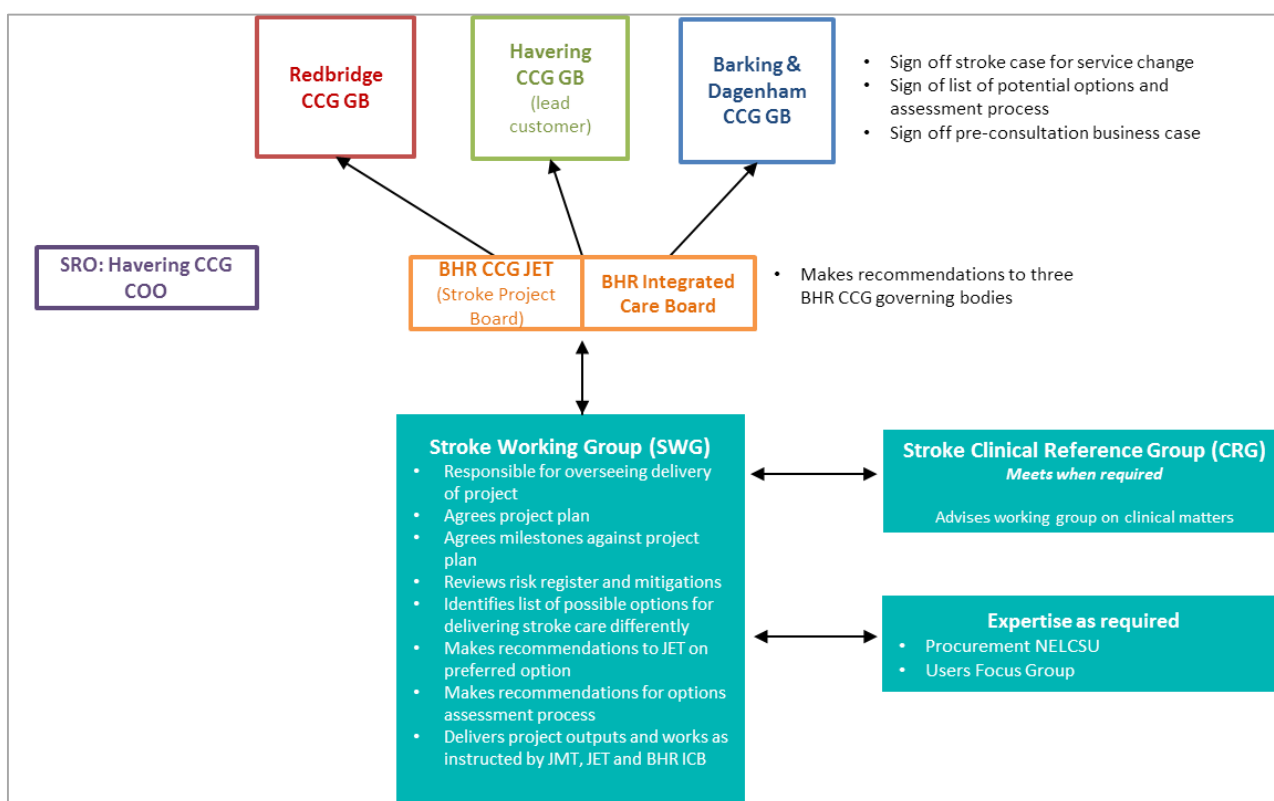 Redbridge
CCG GB
Havering
CCG GB
(lead
customer)
Barking &
Dagenham
CCG GB
• Sign off stroke case for service change
• Sign of list of potential options and
assessment process
• Sign off pre-consultation business case
SRO: Havering CCG
COO
BHR CCG JET
(Stroke Project
Board)
BHR Integrated
Care Board
• Makes recommendations to three
BHR CCG governing bodies
Stroke Working Group (SWG)
• Responsible for overseeing delivery
of project
• Agrees project plan
• Agrees milestones against project
plan
• Reviews risk register and mitigations
• Identifies list of possible options for
delivering stroke care differently
• Makes recommendations to JET on
preferred option
• Makes recommendations for options
assessment process
• Delivers project outputs and works as
instructed by JMT, JET and BHR ICB
Stroke Clinical Reference Group (CRG)
Meets when required
Advises working group on clinical matters
Expertise as required
• Procurement NELCSU
• Users Focus Group